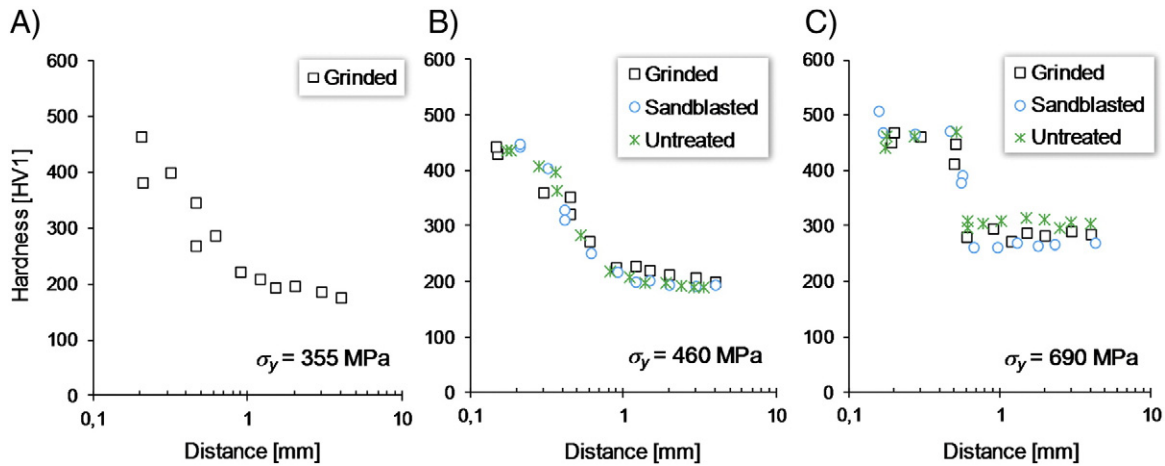 A)
600
500
400
300
200
100
0
Hardness [HV1]
Grinded
σy = 355 MPa
0,1
1
10
Distance [mm]
B)
600
500
400
300
200
100
0
Grinded
Sandblasted
Untreated
σy = 460 MPa
0,1
1
10
Distance [mm]
C)
600
500
400
300
200
100
0
Grinded
Sandblasted
Untreated
σy = 690 MPa
0,1
1
10
Distance [mm]